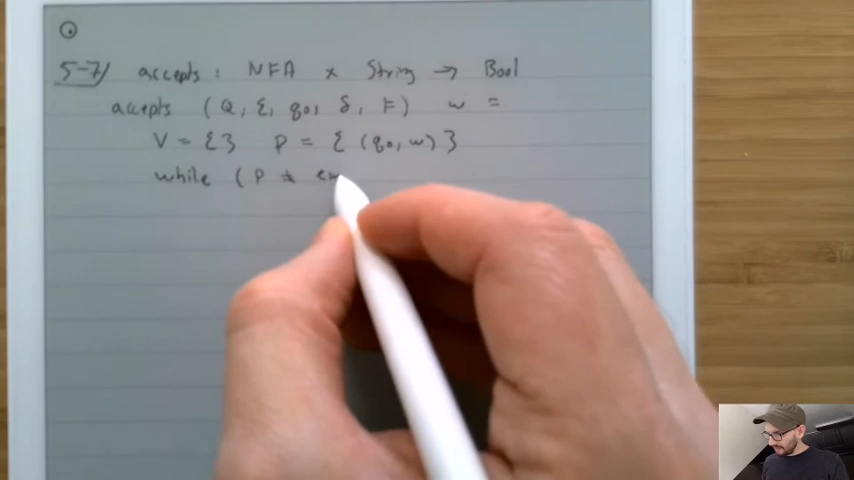 5-7/ accepts : NFA x String → Bool
accepts (Q, Σ, q0, δ, F) w =
V = {} P = { (q0, w) }
while ( P ≠